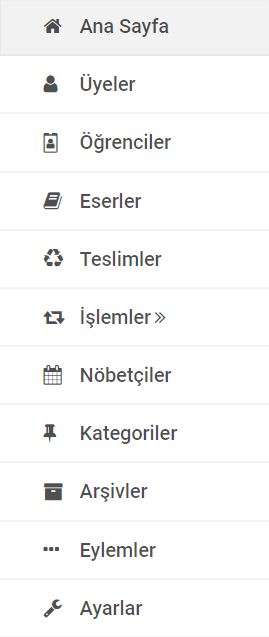 Ana Sayfa
Üyeler
Öğrenciler
Eserler
Teslimler
İşlemler »
Nöbetçiler
Kategoriler
Arşivler
Eylemler
Ayarlar